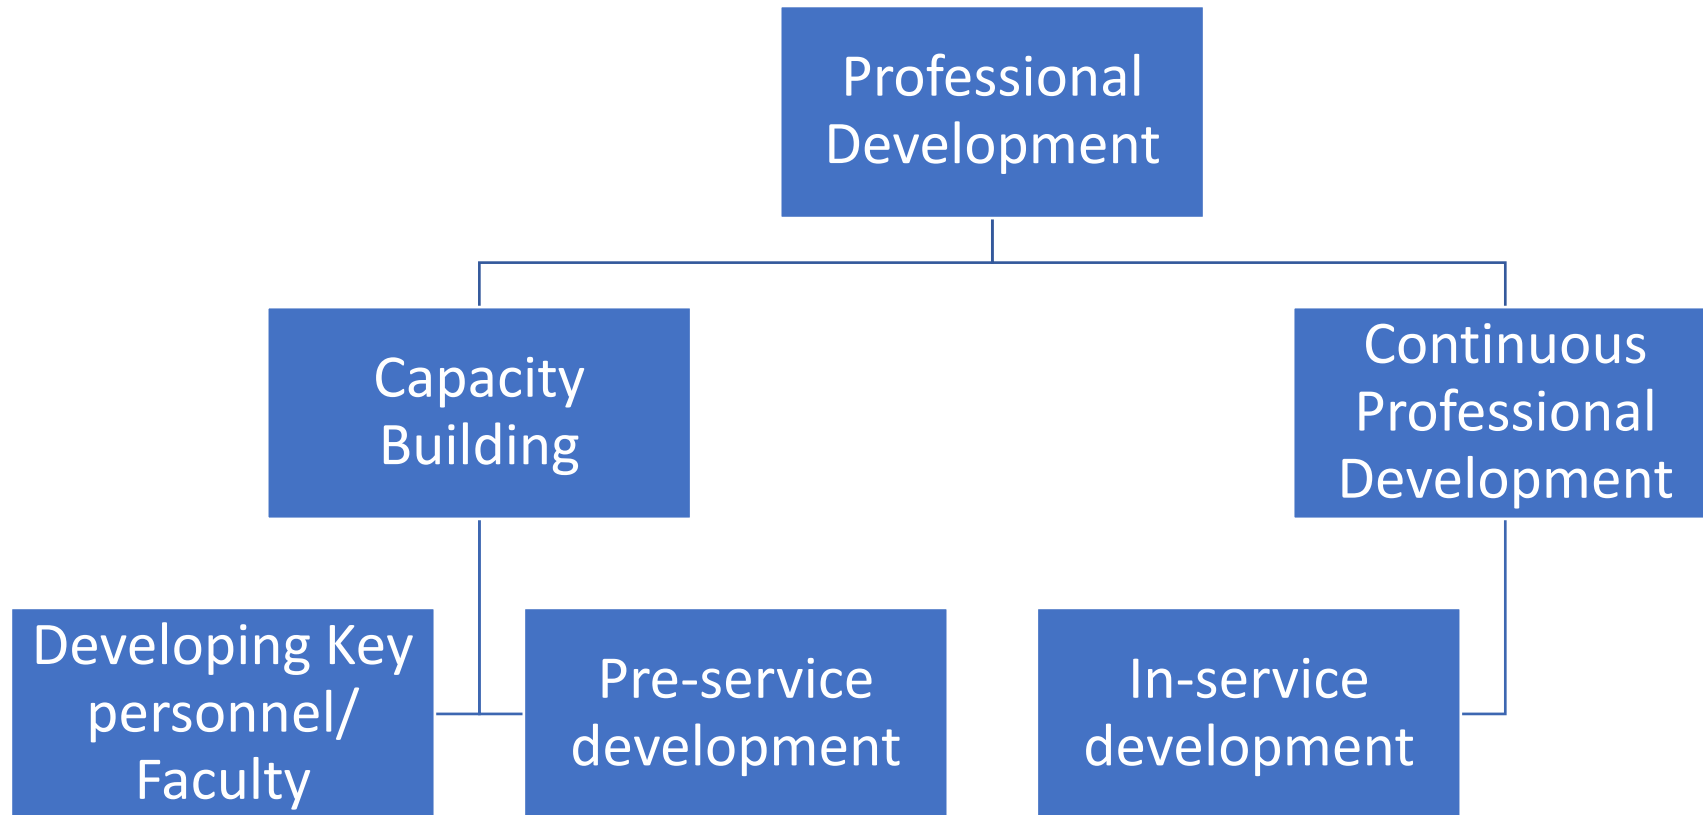 Professional
Development
Capacity
Building
Continuous
Professional
Development
Developing Key
personnel/
Faculty
Pre-service
development
In-service
development